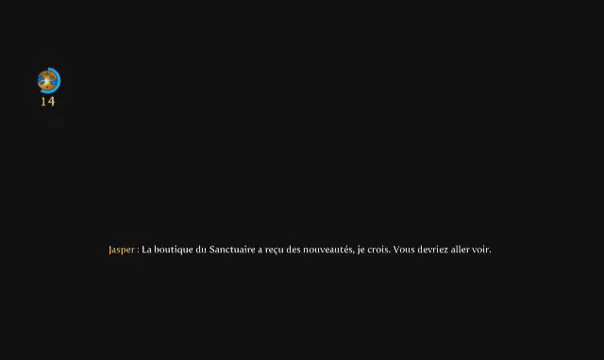 14
Jasper : La boutique du Sanctuaire a reçu des nouveautés, je crois. Vous devriez aller voir.